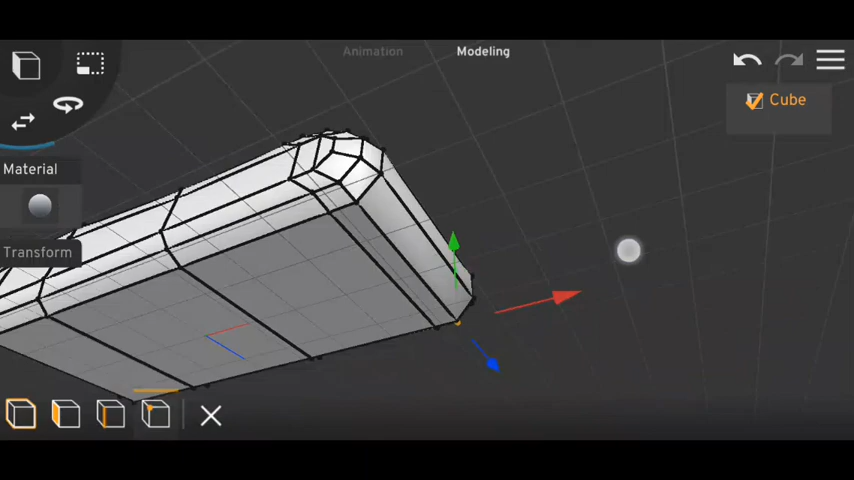 Animation
Modeling
Cube
Material
Transform